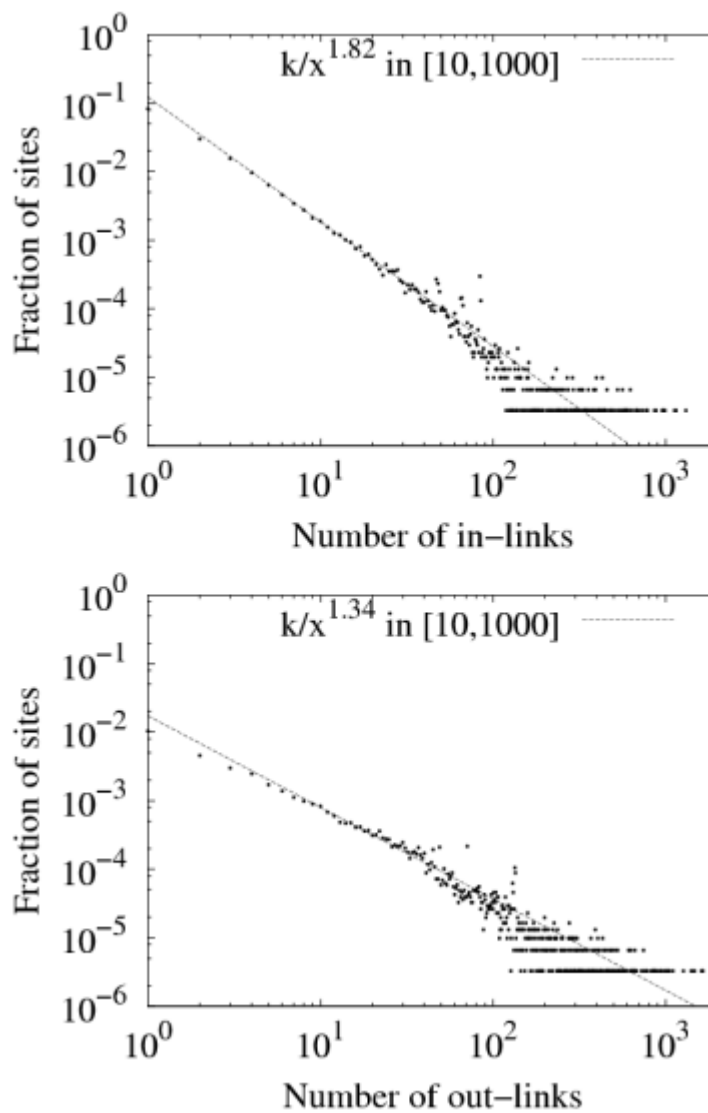 10^0
k/x^1.82 in [10,1000]
10^−1
10^−2
10^−3
10^−4
10^−5
10^−6
Fraction of sites
10^0 10^1 10^2 10^3
Number of in−links
10^0
k/x^1.34 in [10,1000]
10^−1
10^−2
10^−3
10^−4
10^−5
10^−6
Fraction of sites
10^0 10^1 10^2 10^3
Number of out−links